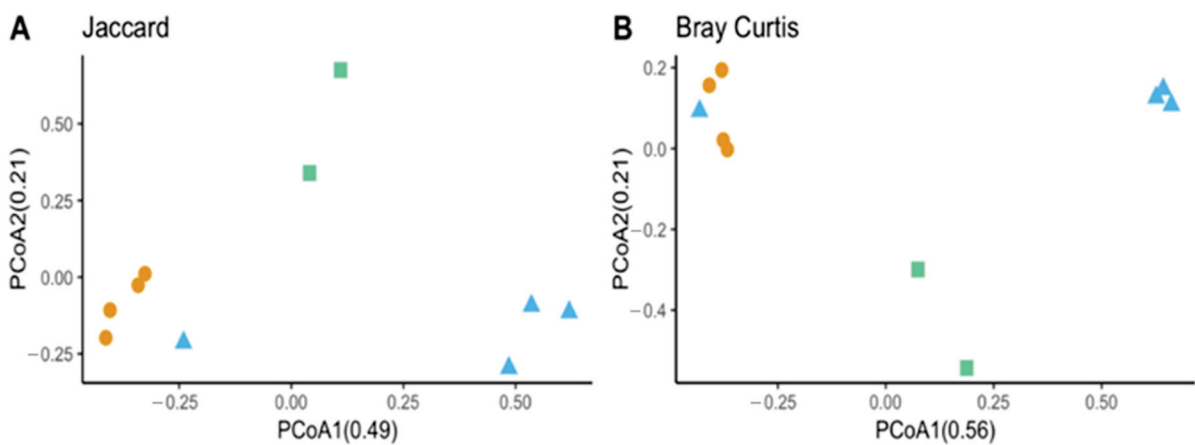 A Jaccard
PCoA2(0.21)
0.50
0.25
0.00
−0.25
−0.25 0.00 0.25 0.50
PCoA1(0.49)
B Bray Curtis
PCoA2(0.21)
0.2
0.0
−0.2
−0.4
−0.25 0.00 0.25 0.50
PCoA1(0.56)